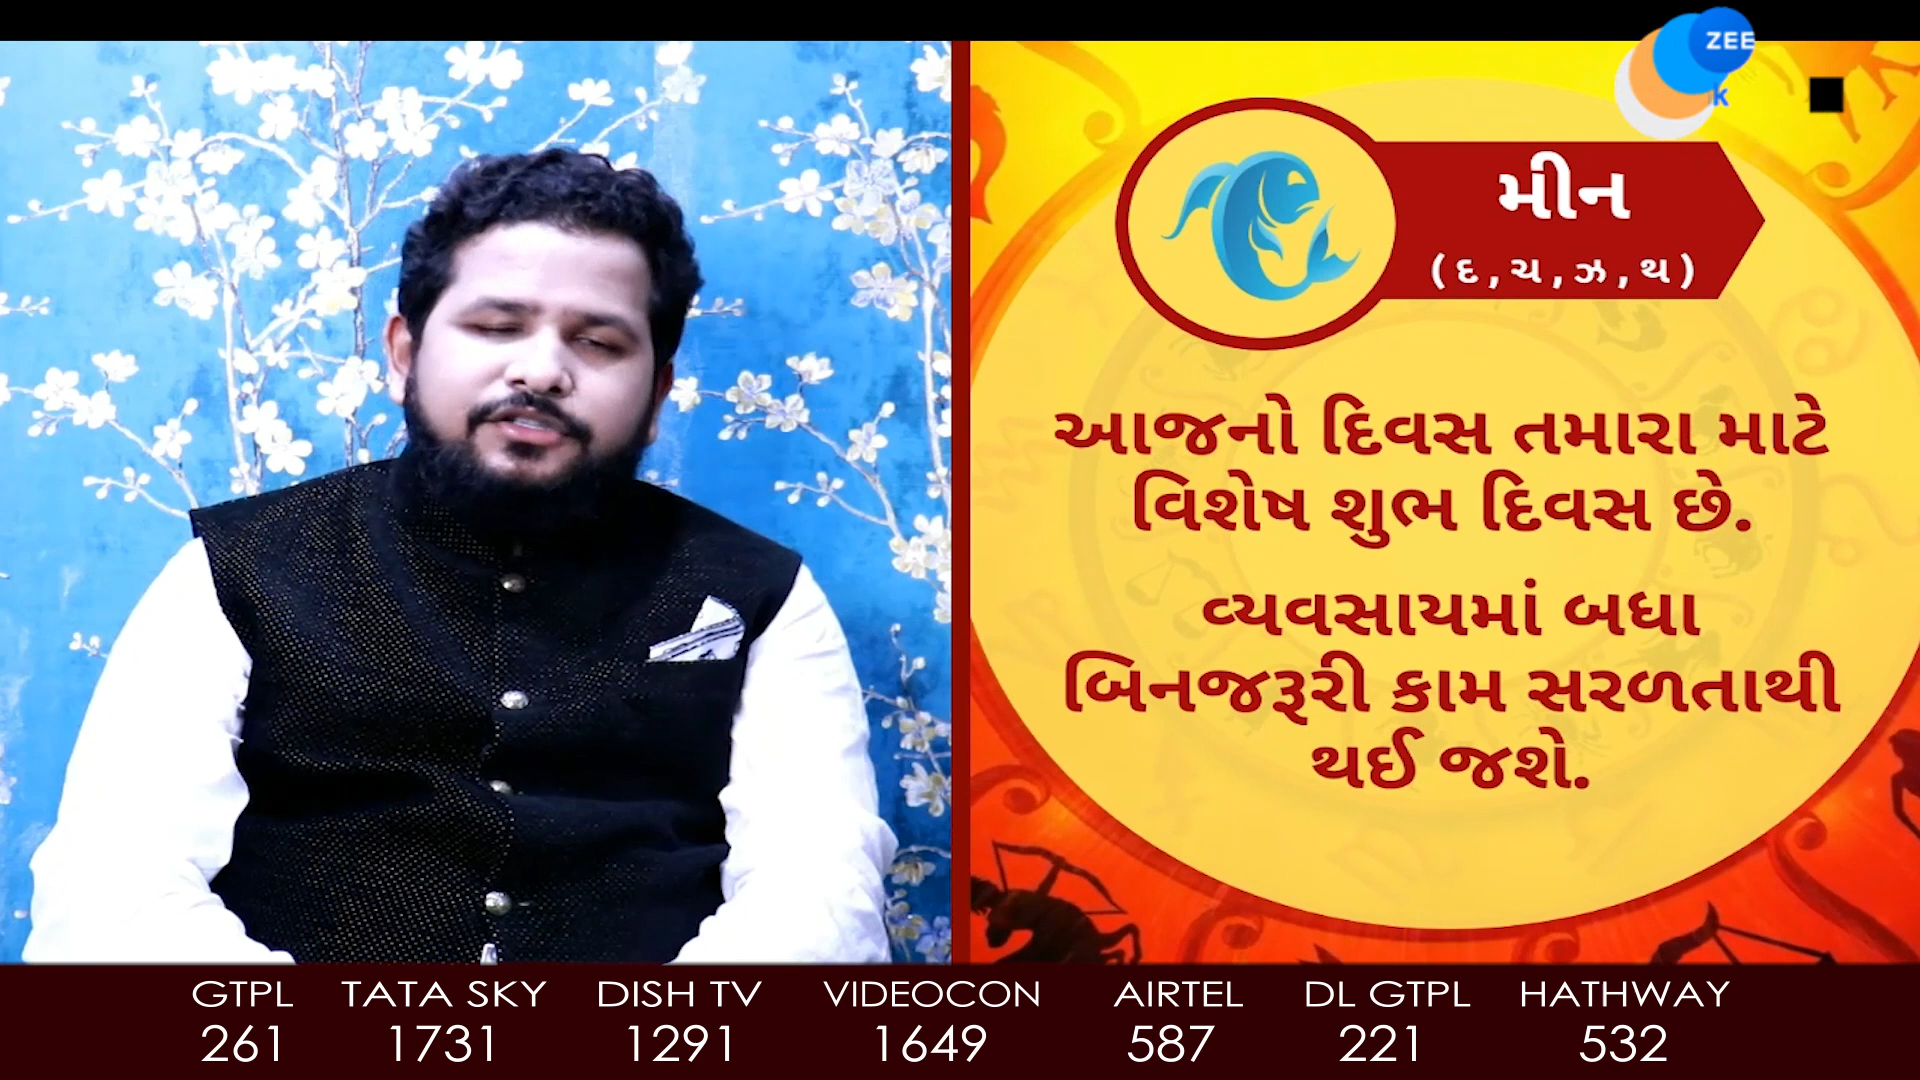 ZEE
k
મીન
( દ , ચ , ઝ , થ )
આજનો દિવસ તમારા માટે
વિશેષ શુભ દિવસ છે.
વ્યવસાયમાં બધા
બિનજરૂરી કામ સરળતાથી
થઈ જશે.
GTPL TATA SKY DISH TV VIDEOCON AIRTEL DL GTPL HATHWAY
261 1731 1291 1649 587 221 532